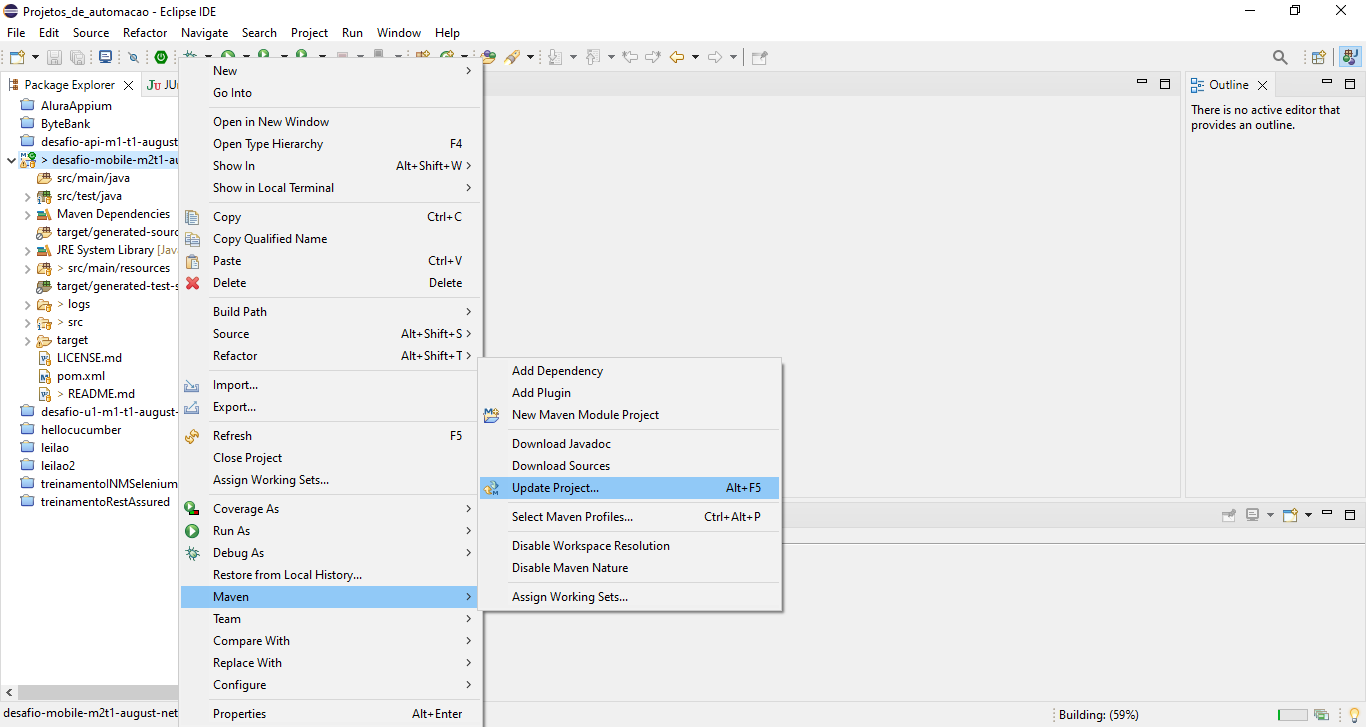 Projetos_de_automacao - Eclipse IDE
File Edit Source Refactor Navigate Search Project Run Window Help
Package Explorer
JU
AluraAppium
ByteBank
desafio-api-m1-t1-august
> desafio-mobile-m2t1-au
src/main/java
src/test/java
Maven Dependencies
target/generated-sourc
JRE System Library [Java
> src/main/resources
target/generated-test-s
> logs
> src
target
LICENSE.md
pom.xml
> README.md
desafio-u1-m1-t1-august-
hellocucumber
leilao
leilao2
treinamentoINMSelenium
treinamentoRestAssured
New
Go Into
Open in New Window
Open Type Hierarchy F4
Show In Alt+Shift+W >
Show in Local Terminal
Copy Ctrl+C
Copy Qualified Name
Paste Ctrl+V
Delete Delete
Build Path
Source Alt+Shift+S >
Refactor Alt+Shift+T >
Import...
Export...
Refresh F5
Close Project
Assign Working Sets...
Coverage As
Run As
Debug As
Restore from Local History...
Maven
Team
Compare With
Replace With
Configure
Properties Alt+Enter
Add Dependency
Add Plugin
New Maven Module Project
Download Javadoc
Download Sources
Update Project... Alt+F5
Select Maven Profiles... Ctrl+Alt+P
Disable Workspace Resolution
Disable Maven Nature
Assign Working Sets...
Outline
There is no active editor that
provides an outline.
desafio-mobile-m2t1-august-net
Building: (59%)